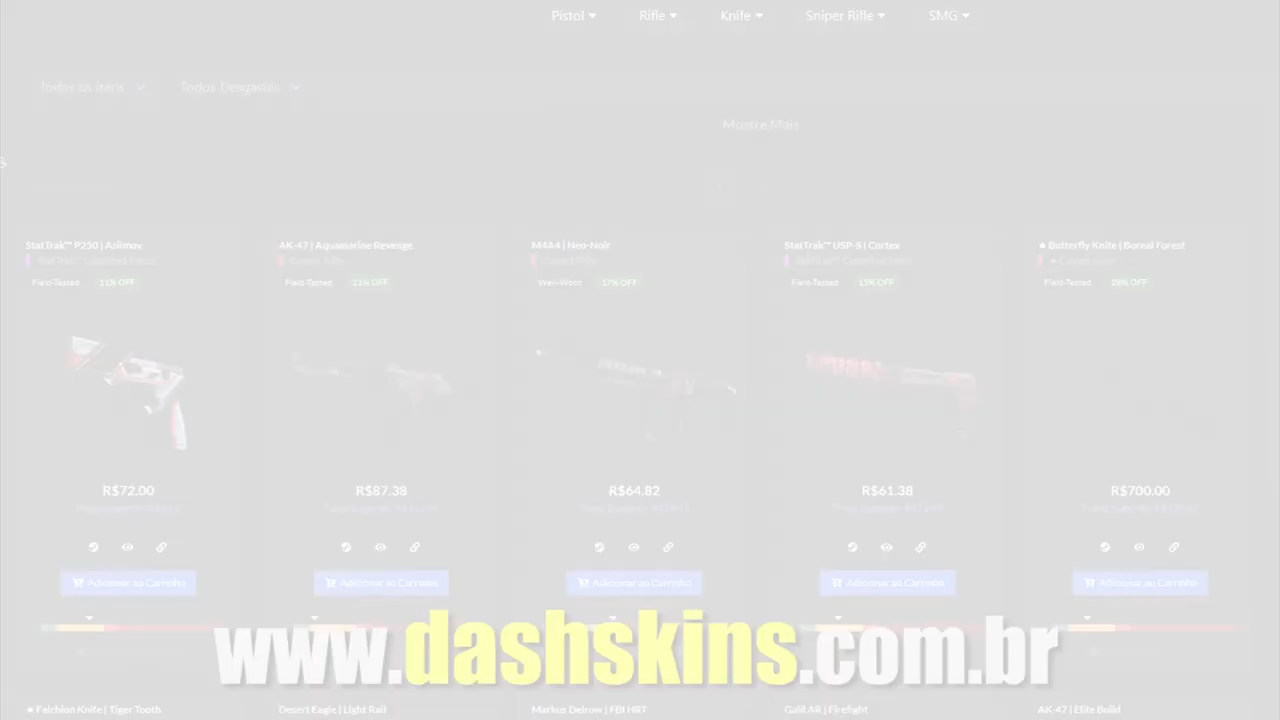 Pistol Rifle Knife Sniper Rifle SMG
Todos os itens Todos Desgastes
Mostre Mais
StatTrak™ P250 | Asiimov AK-47 | Aquamarine Revenge M4A4 | Neo-Noir StatTrak™ USP-S | Cortex ★ Butterfly Knife | Boreal Forest
Field-Tested 11% OFF Field-Tested 21% OFF Well-Worn 17% OFF Field-Tested 15% OFF Field-Tested 28% OFF
R$72.00 R$87.38 R$64.82 R$61.38 R$700.00
Adicionar ao Carrinho Adicionar ao Carrinho Adicionar ao Carrinho Adicionar ao Carrinho Adicionar ao Carrinho
www.dashskins.com.br
★ Falchion Knife | Tiger Tooth Desert Eagle | Light Rail Markus Delrow | FBI HRT Galil AR | Firefight AK-47 | Elite Build